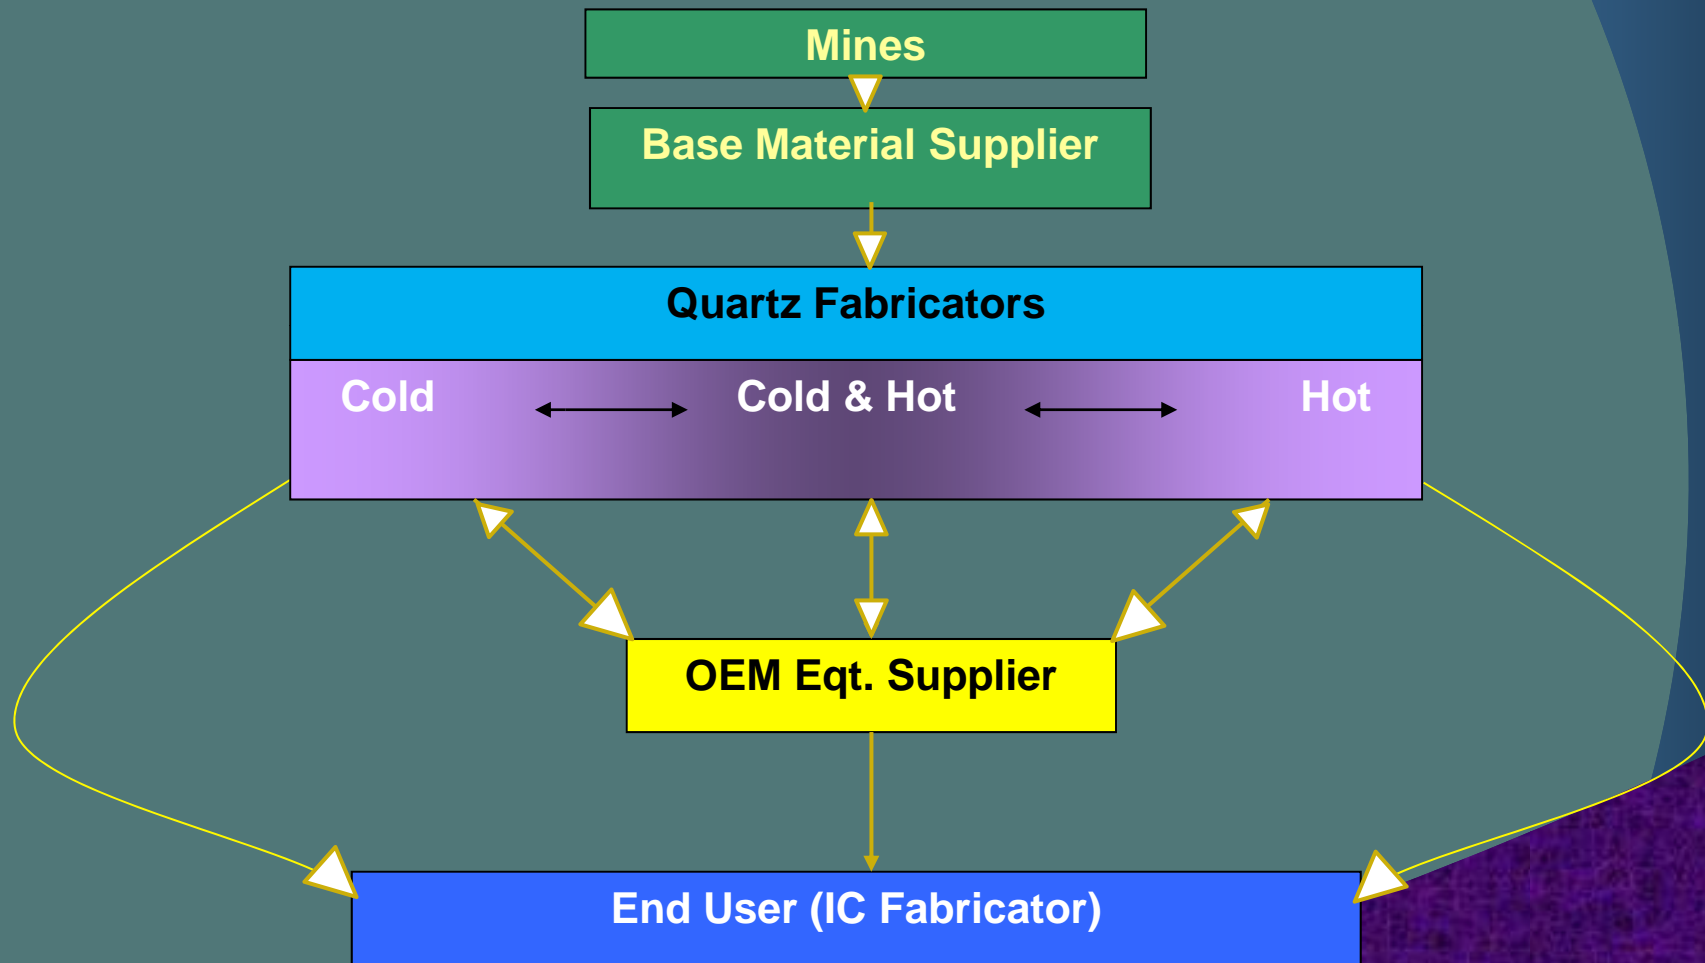 Mines
Base Material Supplier
Quartz Fabricators
Cold Cold & Hot Hot
OEM Eqt. Supplier
End User (IC Fabricator)